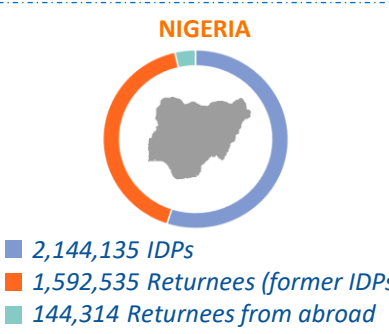 NIGERIA
2,144,135 IDPs
1,592,535 Returnees (former IDPs
144,314 Returnees from abroad